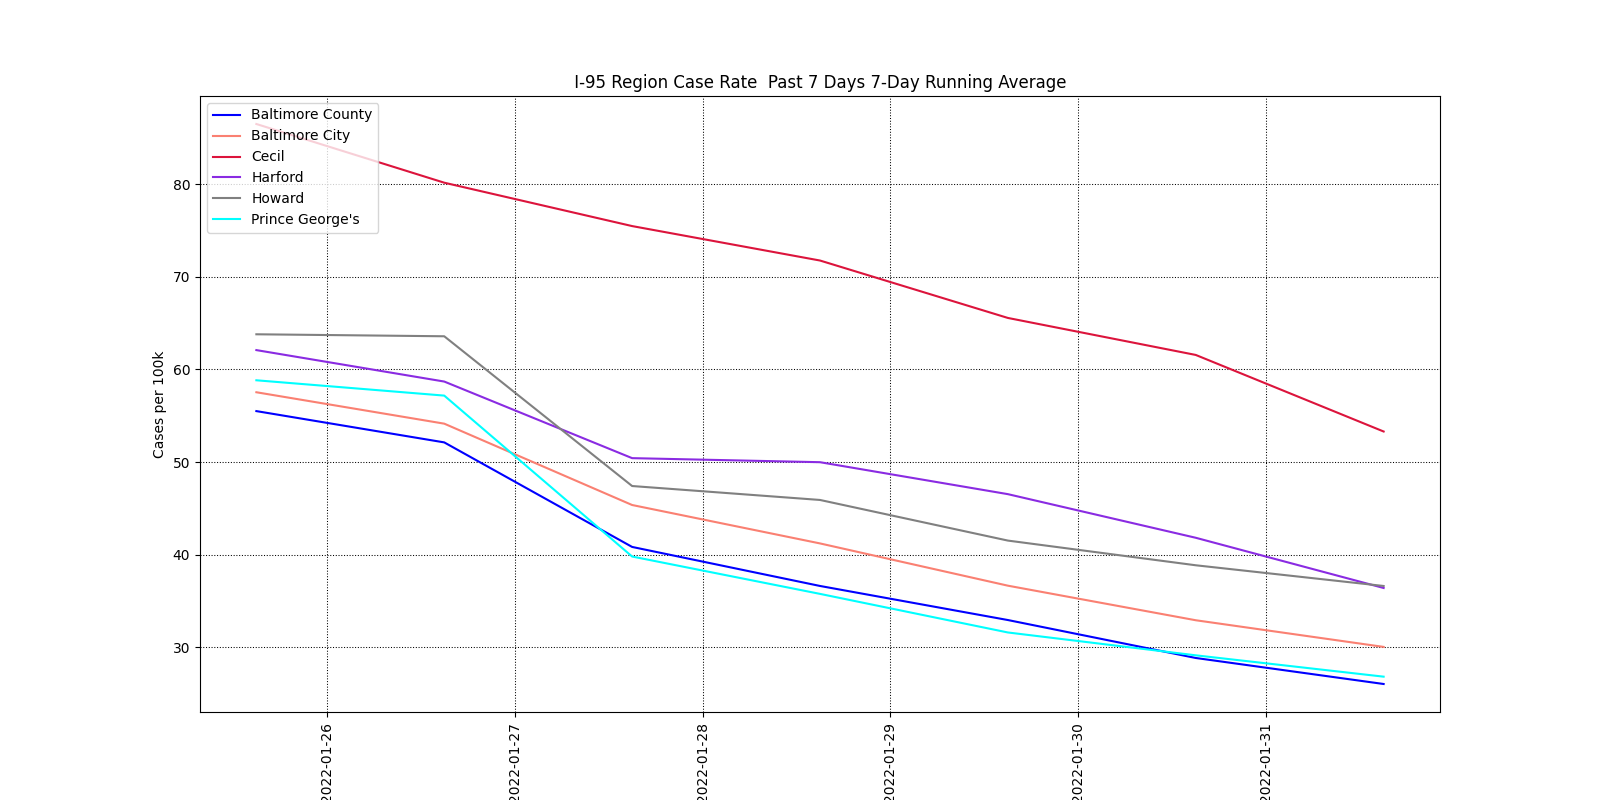 I-95 Region Case Rate  Past 7 Days 7-Day Running Average
Baltimore County
Baltimore City
Cecil
Harford
Howard
Prince George's
Cases per 100k
80
70
60
50
40
30
2022-01-26
2022-01-27
2022-01-28
2022-01-29
2022-01-30
2022-01-31